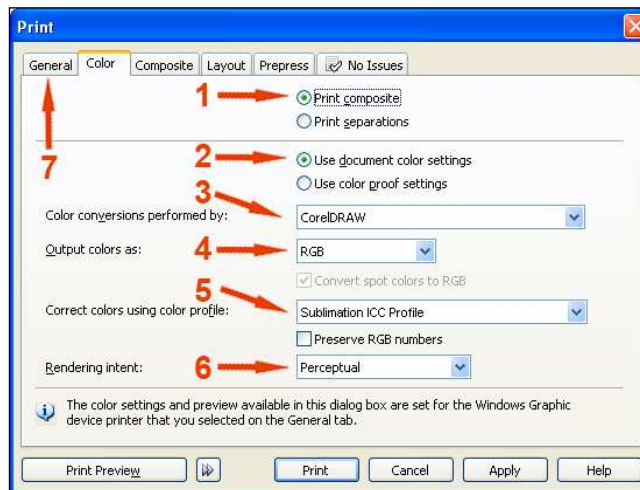 Print
General Color Composite Layout Prepress No Issues
1 Print composite
Print separations
7
2 Use document color settings
Use color proof settings
3
Color conversions performed by: CorelDRAW
Output colors as: 4 RGB
Convert spot colors to RGB
5
Correct colors using color profile: Sublimation ICC Profile
Preserve RGB numbers
Rendering intent: 6 Perceptual
The color settings and preview available in this dialog box are set for the Windows Graphic
device printer that you selected on the General tab.
Print Preview Print Cancel Apply Help